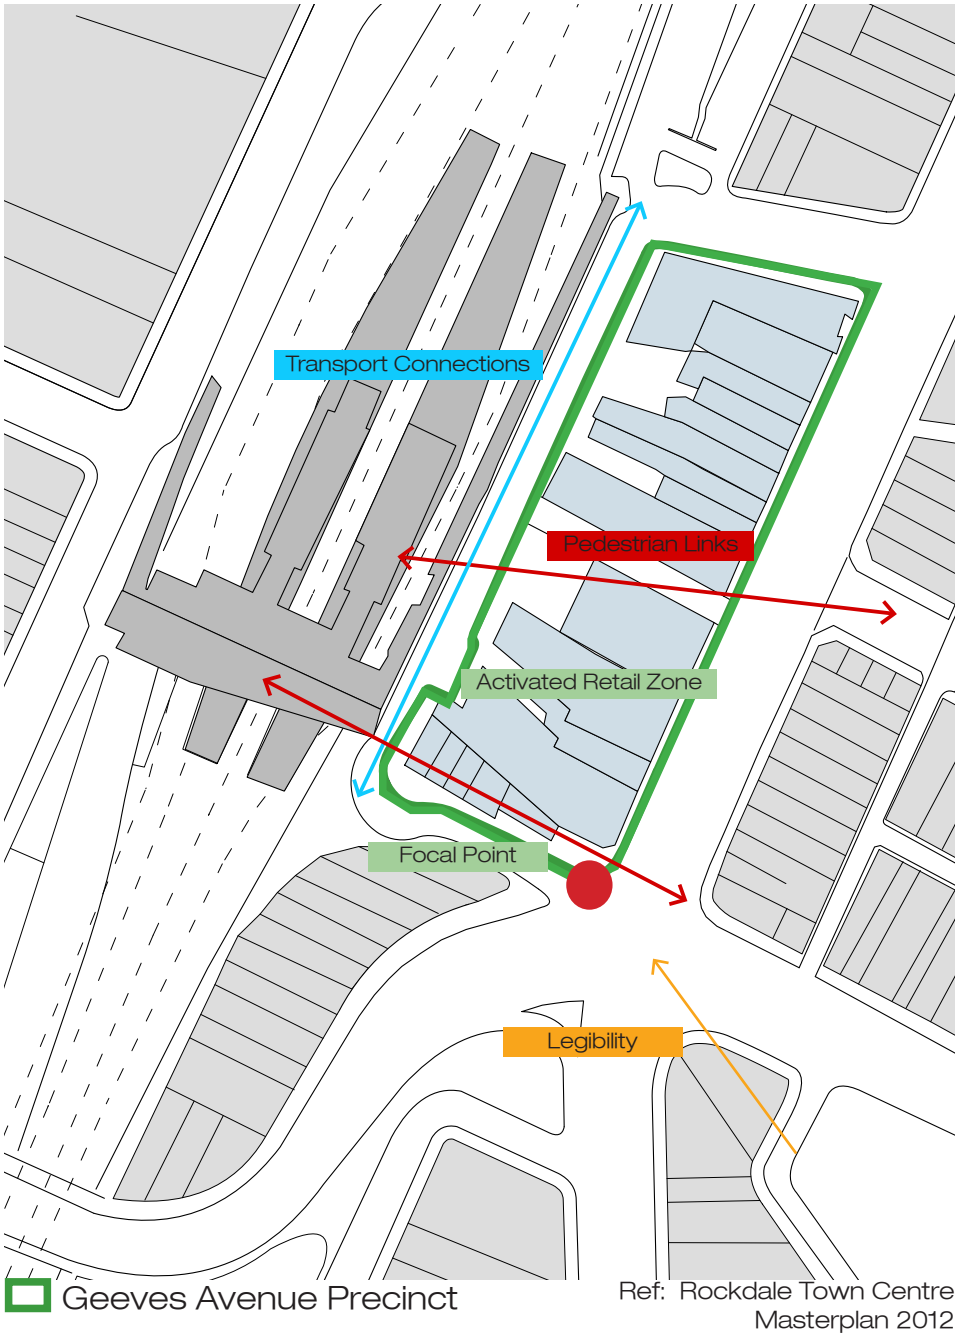 Transport Connections
Pedestrian Links
Activated Retail Zone
Focal Point
Legibility
Geeves Avenue Precinct
Ref: Rockdale Town Centre
Masterplan 2012